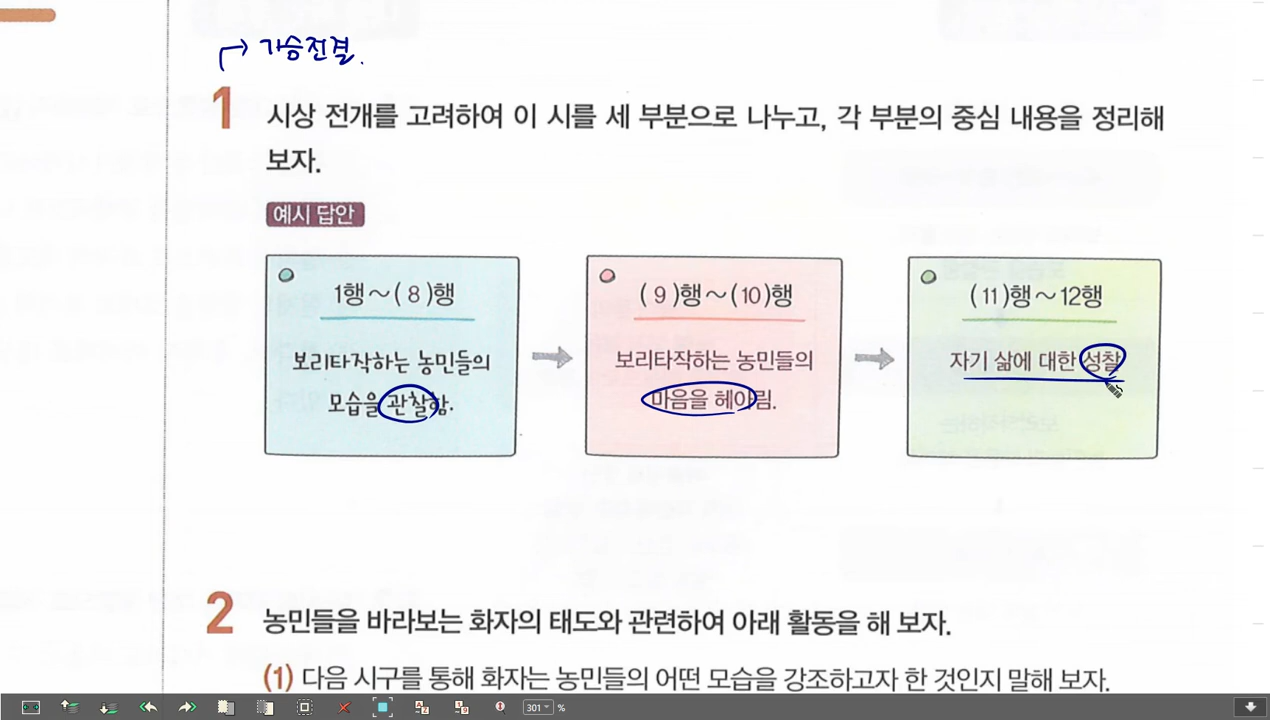 가승전결.
1 시상 전개를 고려하여 이 시를 세 부분으로 나누고, 각 부분의 중심 내용을 정리해
보자.
예시 답안
1행～( 8 )행
보리타작하는 농민들의
모습을 관찰함.
( 9 )행～(10)행
보리타작하는 농민들의
마음을 헤아림.
(11)행～12행
자기 삶에 대한 성찰
2 농민들을 바라보는 화자의 태도와 관련하여 아래 활동을 해 보자.
(1) 다음 시구를 통해 화자는 농민들의 어떤 모습을 강조하고자 한 것인지 말해 보자.
301 %